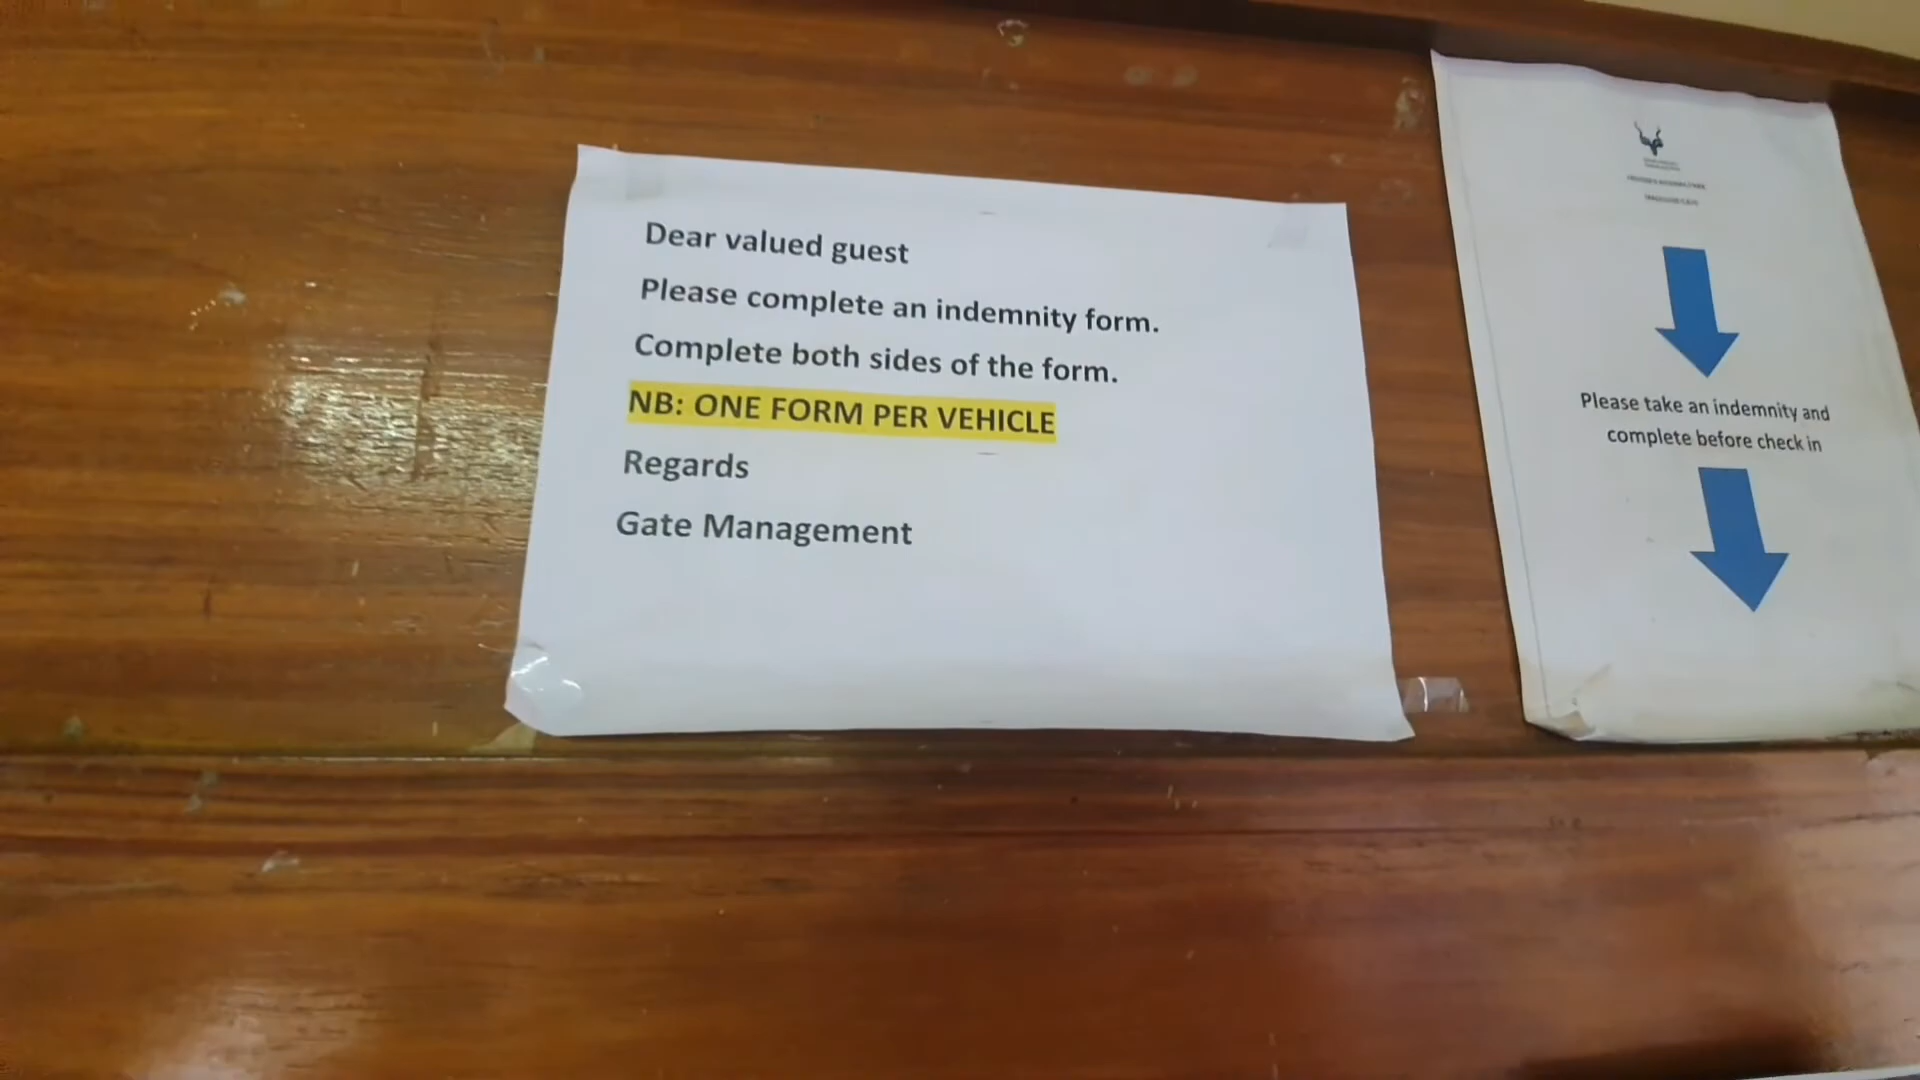 Dear valued guest
Please complete an indemnity form.
Complete both sides of the form.
NB: ONE FORM PER VEHICLE
Regards
Gate Management
Please take an indemnity and
complete before check in